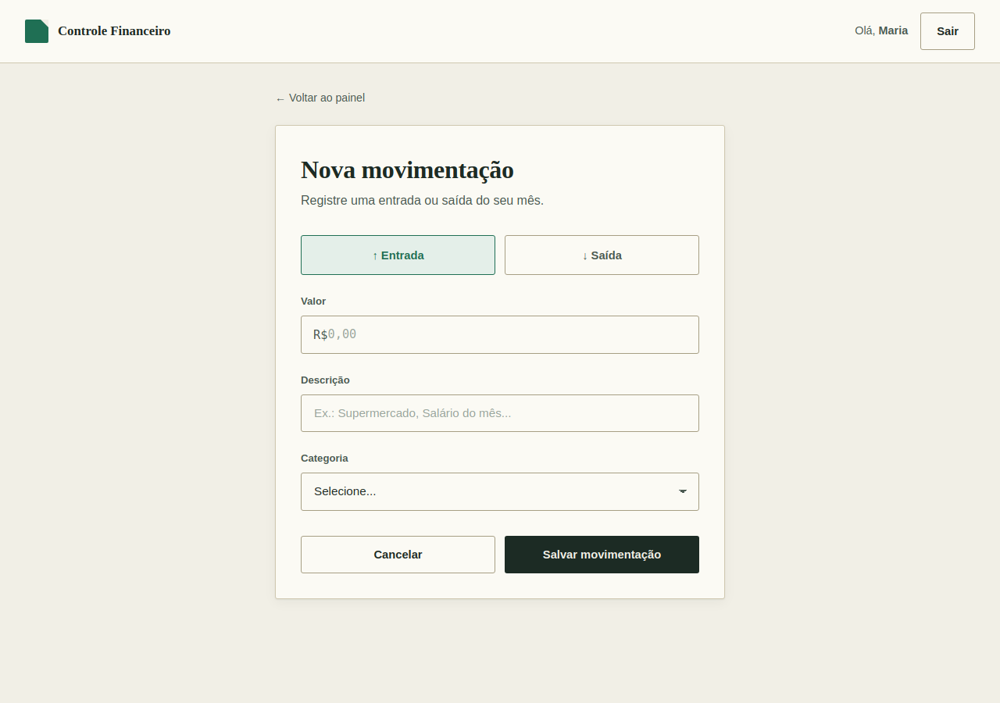 Controle Financeiro
Olá, Maria
Sair
← Voltar ao painel
Nova movimentação
Registre uma entrada ou saída do seu mês.
↑ Entrada
↓ Saída
Valor
R$0,00
Descrição
Ex.: Supermercado, Salário do mês...
Categoria
Selecione...
Cancelar
Salvar movimentação